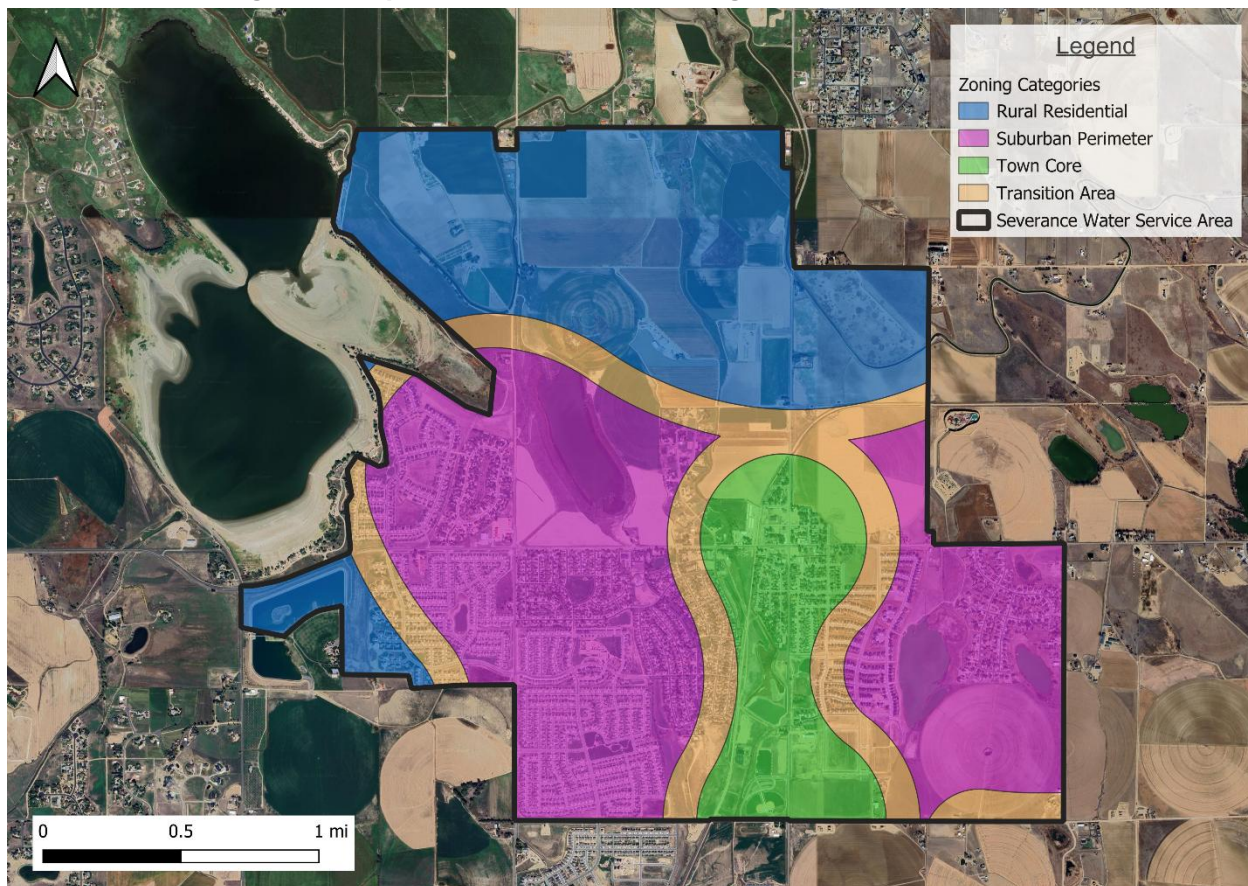 Legend
Zoning Categories
Rural Residential
Suburban Perimeter
Town Core
Transition Area
Severance Water Service Area
0 0.5 1 mi